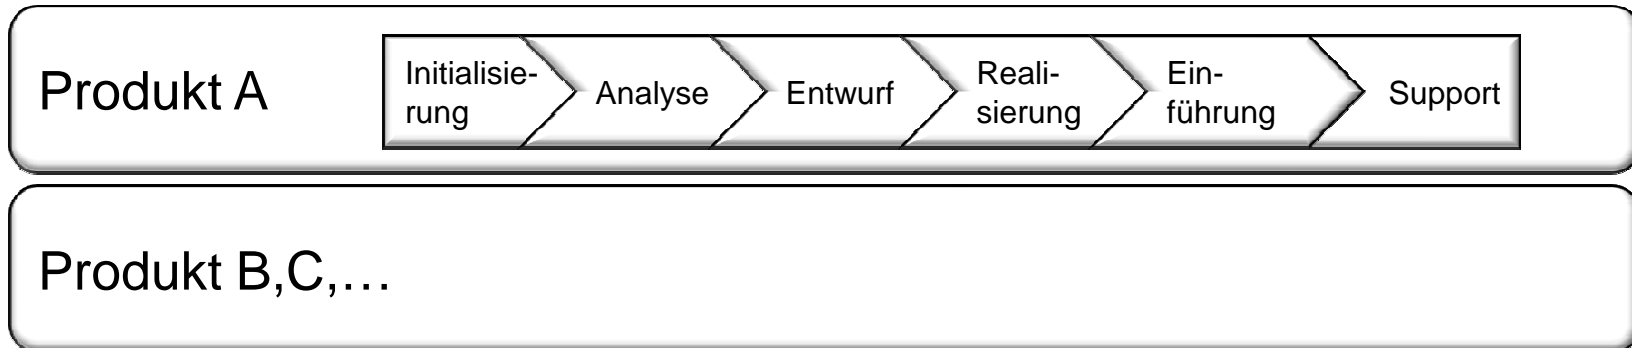 Produkt A
Initialisie-
rung
Analyse
Entwurf
Reali-
sierung
Ein-
führung
Support
Produkt B,C,…